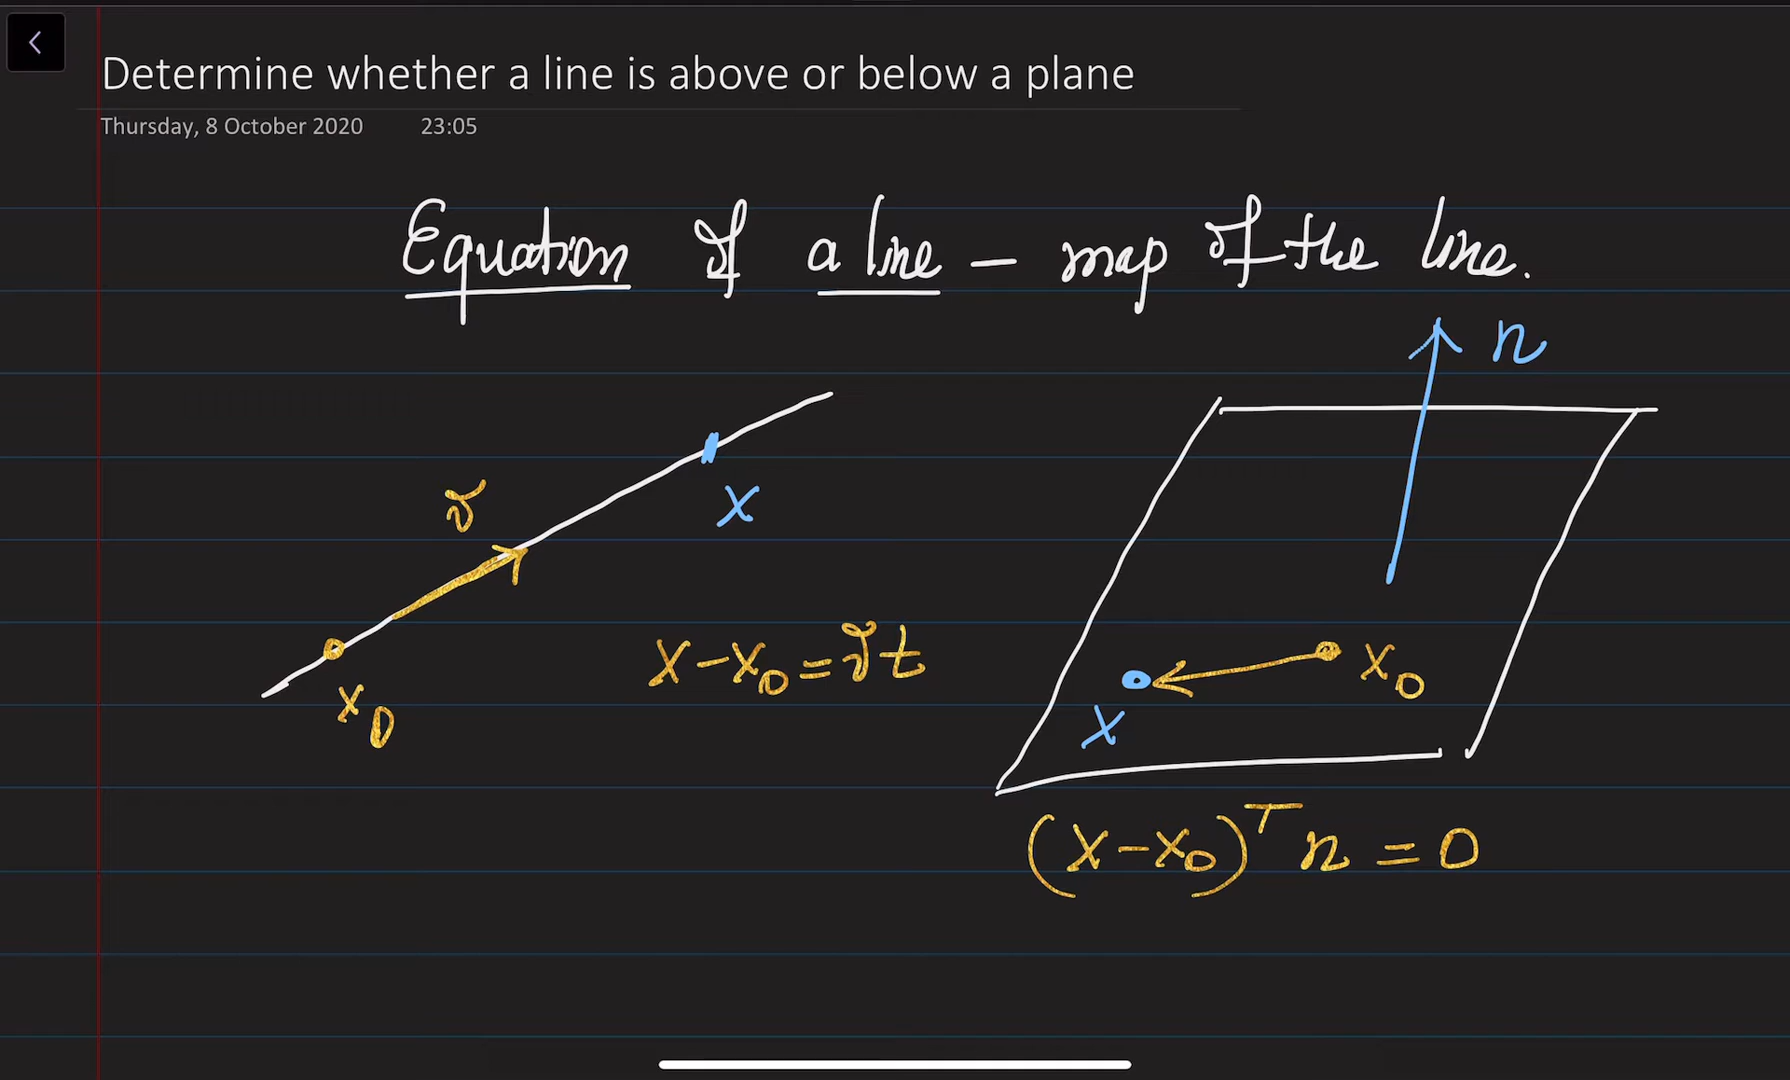 Determine whether a line is above or below a plane
Thursday, 8 October 2020 23:05
Equation of a line – map of the line.
n
v
x
x0
x – x0 = vt
x0
x
(x – x0)ᵀ n = 0